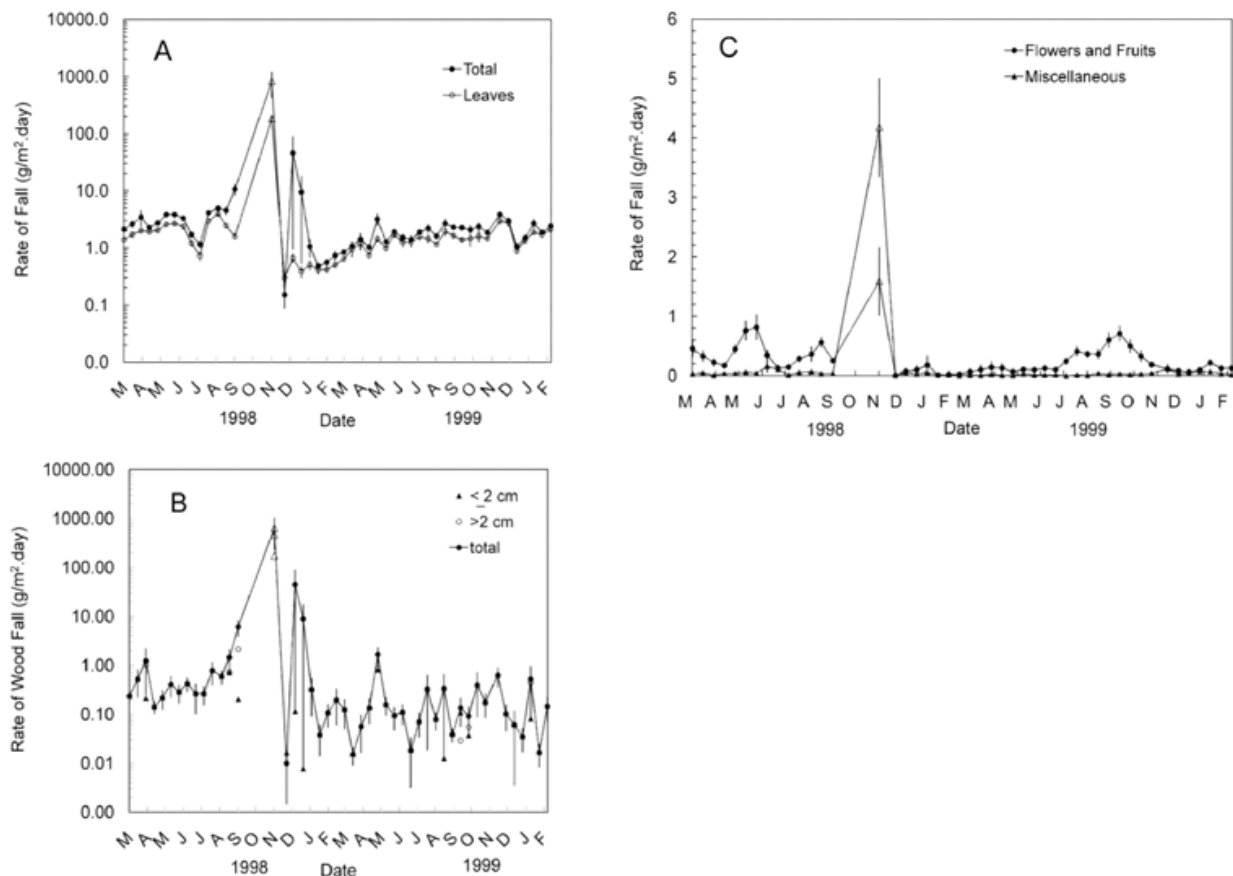 A
Total
Leaves
10000.0
1000.0
100.0
10.0
1.0
0.1
0.0
Rate of Fall (g/m².day)
M A M J J A S O N D J F M A M J J A S O N D J F
1998 Date 1999
C
Flowers and Fruits
Miscellaneous
6
5
4
3
2
1
0
Rate of Fall (g/m².day)
M A M J J A S O N D J F M A M J J A S O N D J F
1998 Date 1999
B
≤2 cm
>2 cm
total
10000.00
1000.00
100.00
10.00
1.00
0.10
0.01
0.00
Rate of Wood Fall (g/m².day)
M A M J J A S O N D J F M A M J J A S O N D J F
1998 Date 1999